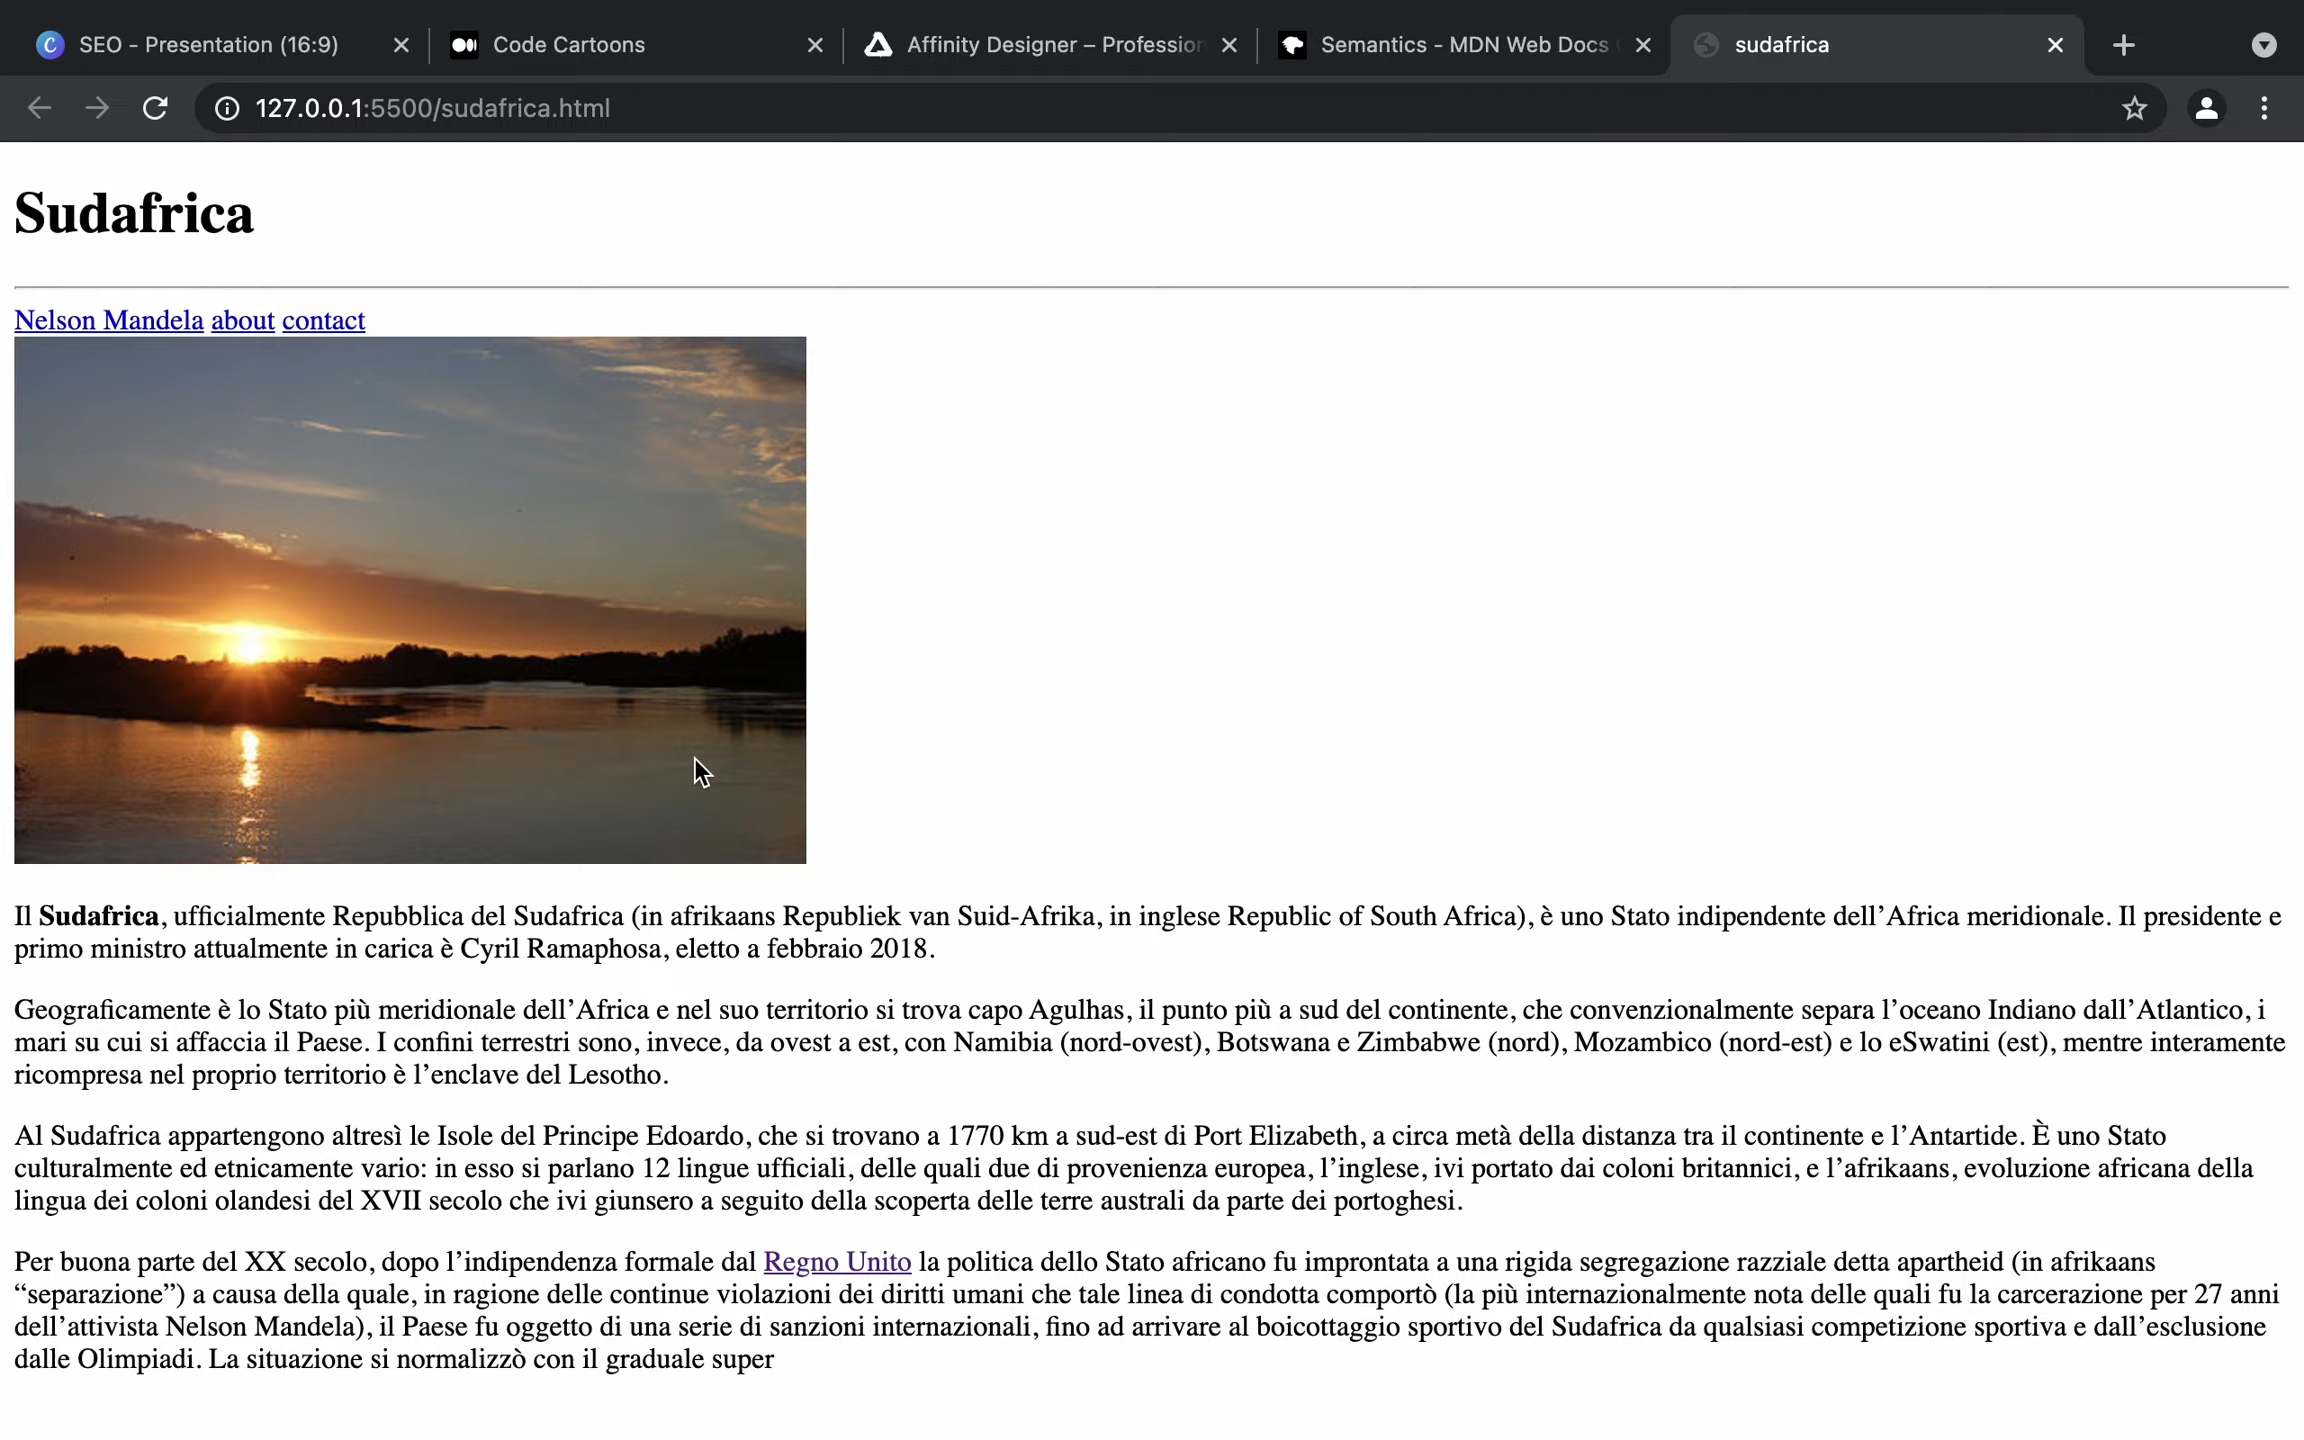 SEO - Presentation (16:9)
Code Cartoons
Affinity Designer – Profession
Semantics - MDN Web Docs
sudafrica
127.0.0.1:5500/sudafrica.html
Sudafrica
Nelson Mandela about contact
Il Sudafrica, ufficialmente Repubblica del Sudafrica (in afrikaans Republiek van Suid-Afrika, in inglese Republic of South Africa), è uno Stato indipendente dell’Africa meridionale. Il presidente e
primo ministro attualmente in carica è Cyril Ramaphosa, eletto a febbraio 2018.
Geograficamente è lo Stato più meridionale dell’Africa e nel suo territorio si trova capo Agulhas, il punto più a sud del continente, che convenzionalmente separa l’oceano Indiano dall’Atlantico, i
mari su cui si affaccia il Paese. I confini terrestri sono, invece, da ovest a est, con Namibia (nord-ovest), Botswana e Zimbabwe (nord), Mozambico (nord-est) e lo eSwatini (est), mentre interamente
ricompresa nel proprio territorio è l’enclave del Lesotho.
Al Sudafrica appartengono altresì le Isole del Principe Edoardo, che si trovano a 1770 km a sud-est di Port Elizabeth, a circa metà della distanza tra il continente e l’Antartide. È uno Stato
culturalmente ed etnicamente vario: in esso si parlano 12 lingue ufficiali, delle quali due di provenienza europea, l’inglese, ivi portato dai coloni britannici, e l’afrikaans, evoluzione africana della
lingua dei coloni olandesi del XVII secolo che ivi giunsero a seguito della scoperta delle terre australi da parte dei portoghesi.
Per buona parte del XX secolo, dopo l’indipendenza formale dal Regno Unito la politica dello Stato africano fu improntata a una rigida segregazione razziale detta apartheid (in afrikaans
“separazione”) a causa della quale, in ragione delle continue violazioni dei diritti umani che tale linea di condotta comportò (la più internazionalmente nota delle quali fu la carcerazione per 27 anni
dell’attivista Nelson Mandela), il Paese fu oggetto di una serie di sanzioni internazionali, fino ad arrivare al boicottaggio sportivo del Sudafrica da qualsiasi competizione sportiva e dall’esclusione
dalle Olimpiadi. La situazione si normalizzò con il graduale super